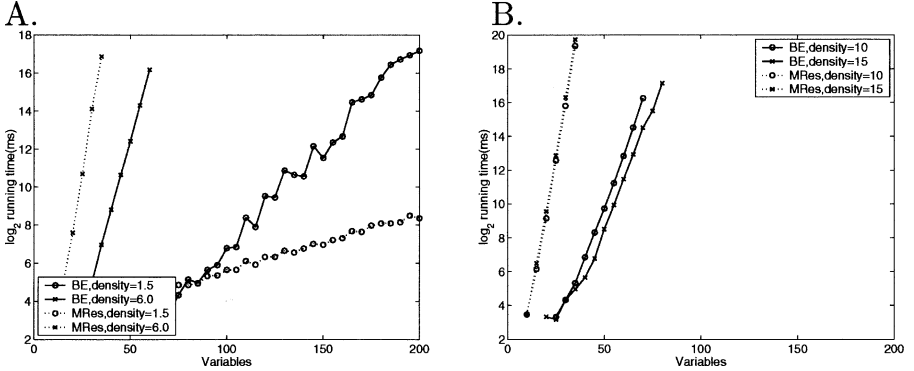 A.
18
16
14
12
10
8
6
4
2
log2 running time(ms)
BE,density=1.5
BE,density=6.0
MRes,density=1.5
MRes,density=6.0
0
50
100
150
200
Variables
B.
20
18
16
14
12
10
8
6
4
2
log2 running time(ms)
BE,density=10
BE,density=15
MRes,density=10
MRes,density=15
0
50
100
150
200
Variables